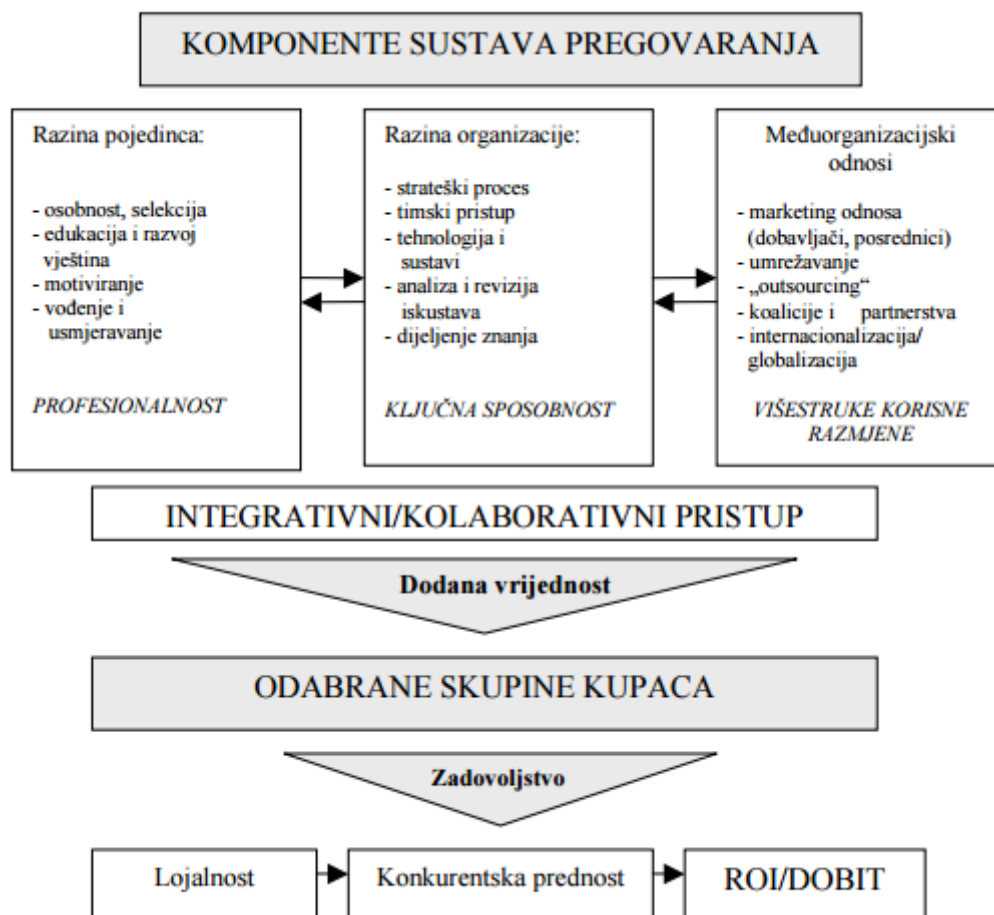 KOMPONENTE SUSTAVA PREGOVARANJA
Razina pojedinca:
- osobnost, selekcija
- edukacija i razvoj
vještina
- motiviranje
- vođenje i
usmjeravanje
PROFESIONALNOST
Razina organizacije:
- strateški proces
- timski pristup
- tehnologija i
sustavi
- analiza i revizija
iskustava
- dijeljenje znanja
KLJUČNA SPOSOBNOST
Međuorganizacijski
odnosi
- marketing odnosa
(dobavljači, posrednici)
- umrežavanje
- „outsourcing“
- koalicije i partnerstva
- internacionalizacija/
globalizacija
VIŠESTRUKE KORISNE
RAZMJENE
INTEGRATIVNI/KOLABORATIVNI PRISTUP
Dodana vrijednost
ODABRANE SKUPINE KUPACA
Zadovoljstvo
Lojalnost
Konkurentska prednost
ROI/DOBIT